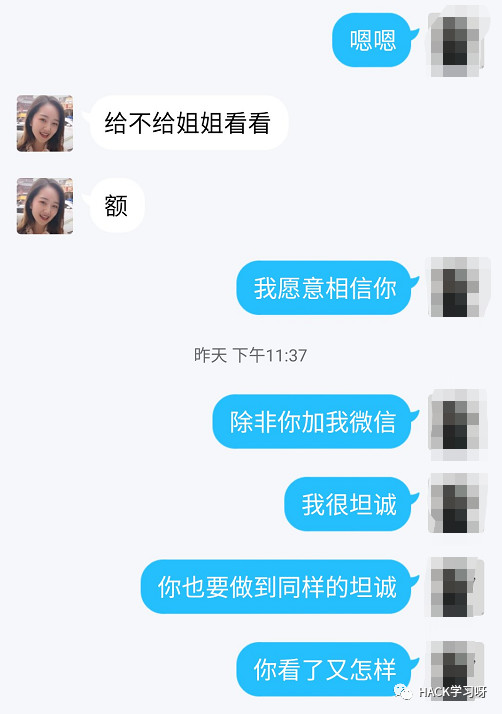 嗯嗯
给不给姐姐看看
额
我愿意相信你
昨天 下午11:37
除非你加我微信
我很坦诚
你也要做到同样的坦诚
你看了又怎样
HACK学习呀